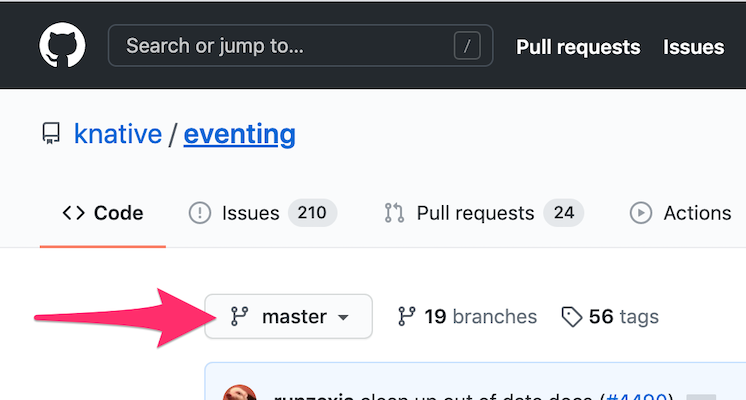 Search or jump to... / Pull requests Issues
knative / eventing
Code Issues 210 Pull requests 24 Actions
master 19 branches 56 tags
runzexia clean up out of date docs (#4490)